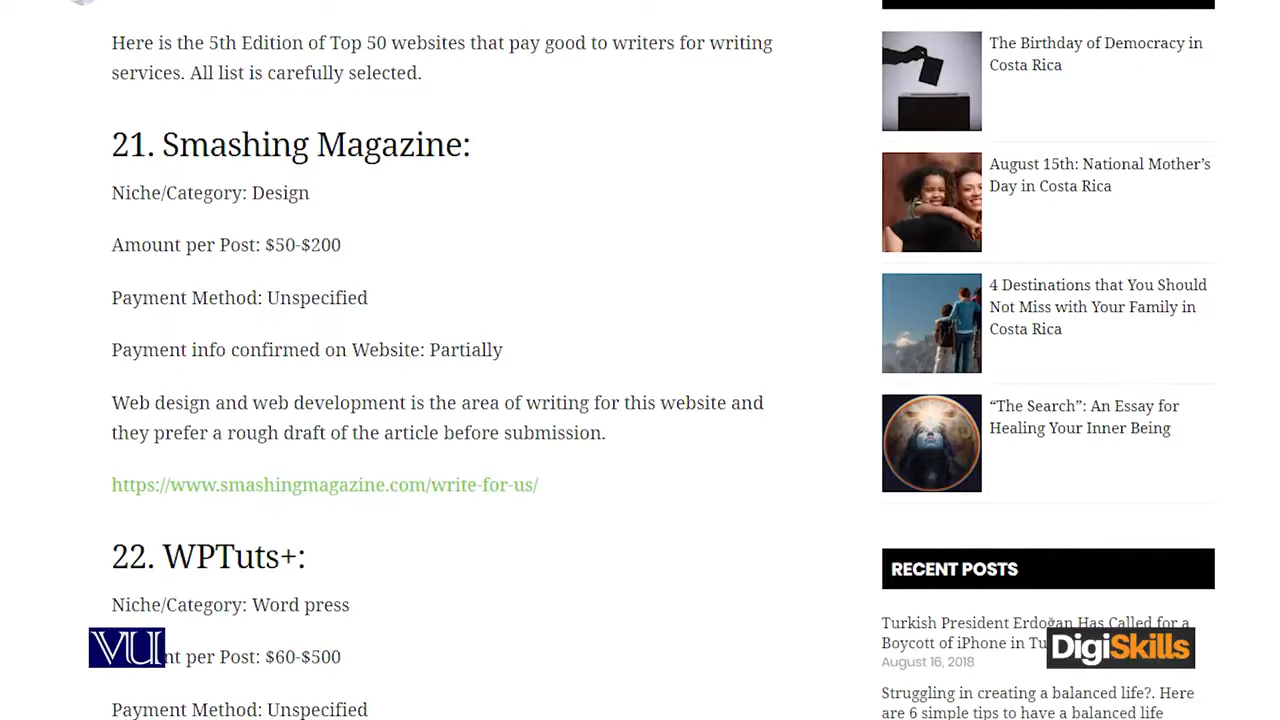 Here is the 5th Edition of Top 50 websites that pay good to writers for writing
services. All list is carefully selected.
21. Smashing Magazine:
Niche/Category: Design
Amount per Post: $50-$200
Payment Method: Unspecified
Payment info confirmed on Website: Partially
Web design and web development is the area of writing for this website and
they prefer a rough draft of the article before submission.
https://www.smashingmagazine.com/write-for-us/
22. WPTuts+:
Niche/Category: Word press
nt per Post: $60-$500
Payment Method: Unspecified
VU
The Birthday of Democracy in
Costa Rica
August 15th: National Mother’s
Day in Costa Rica
4 Destinations that You Should
Not Miss with Your Family in
Costa Rica
“The Search”: An Essay for
Healing Your Inner Being
RECENT POSTS
Turkish President Erdoğan Has Called for a
Boycott of iPhone in Tu
August 16, 2018
Struggling in creating a balanced life?. Here
are 6 simple tips to have a balanced life
DigiSkills